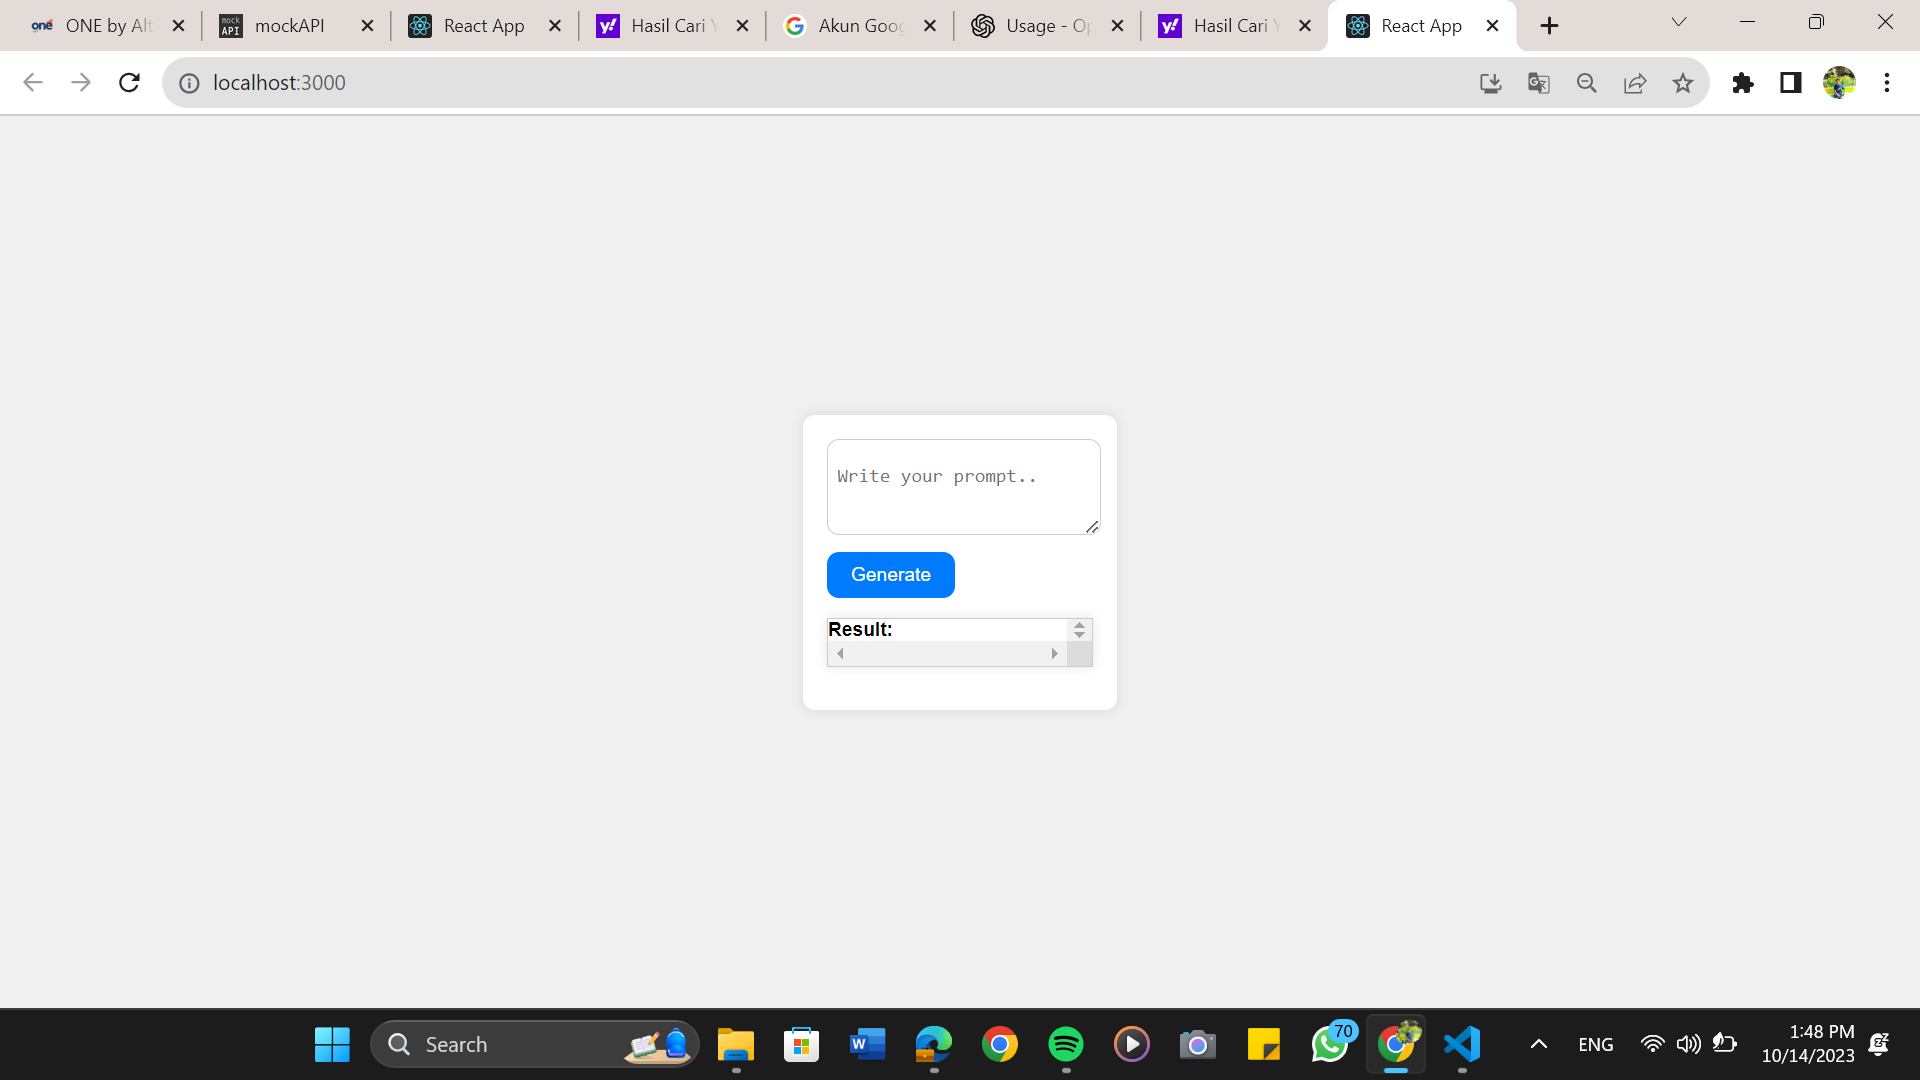 ONE by Alt
mockAPI
React App
Hasil Cari Y
Akun Goog
Usage - Op
Hasil Cari Y
React App
localhost:3000
Write your prompt..
Generate
Result:
Search
70
ENG
1:48 PM
10/14/2023